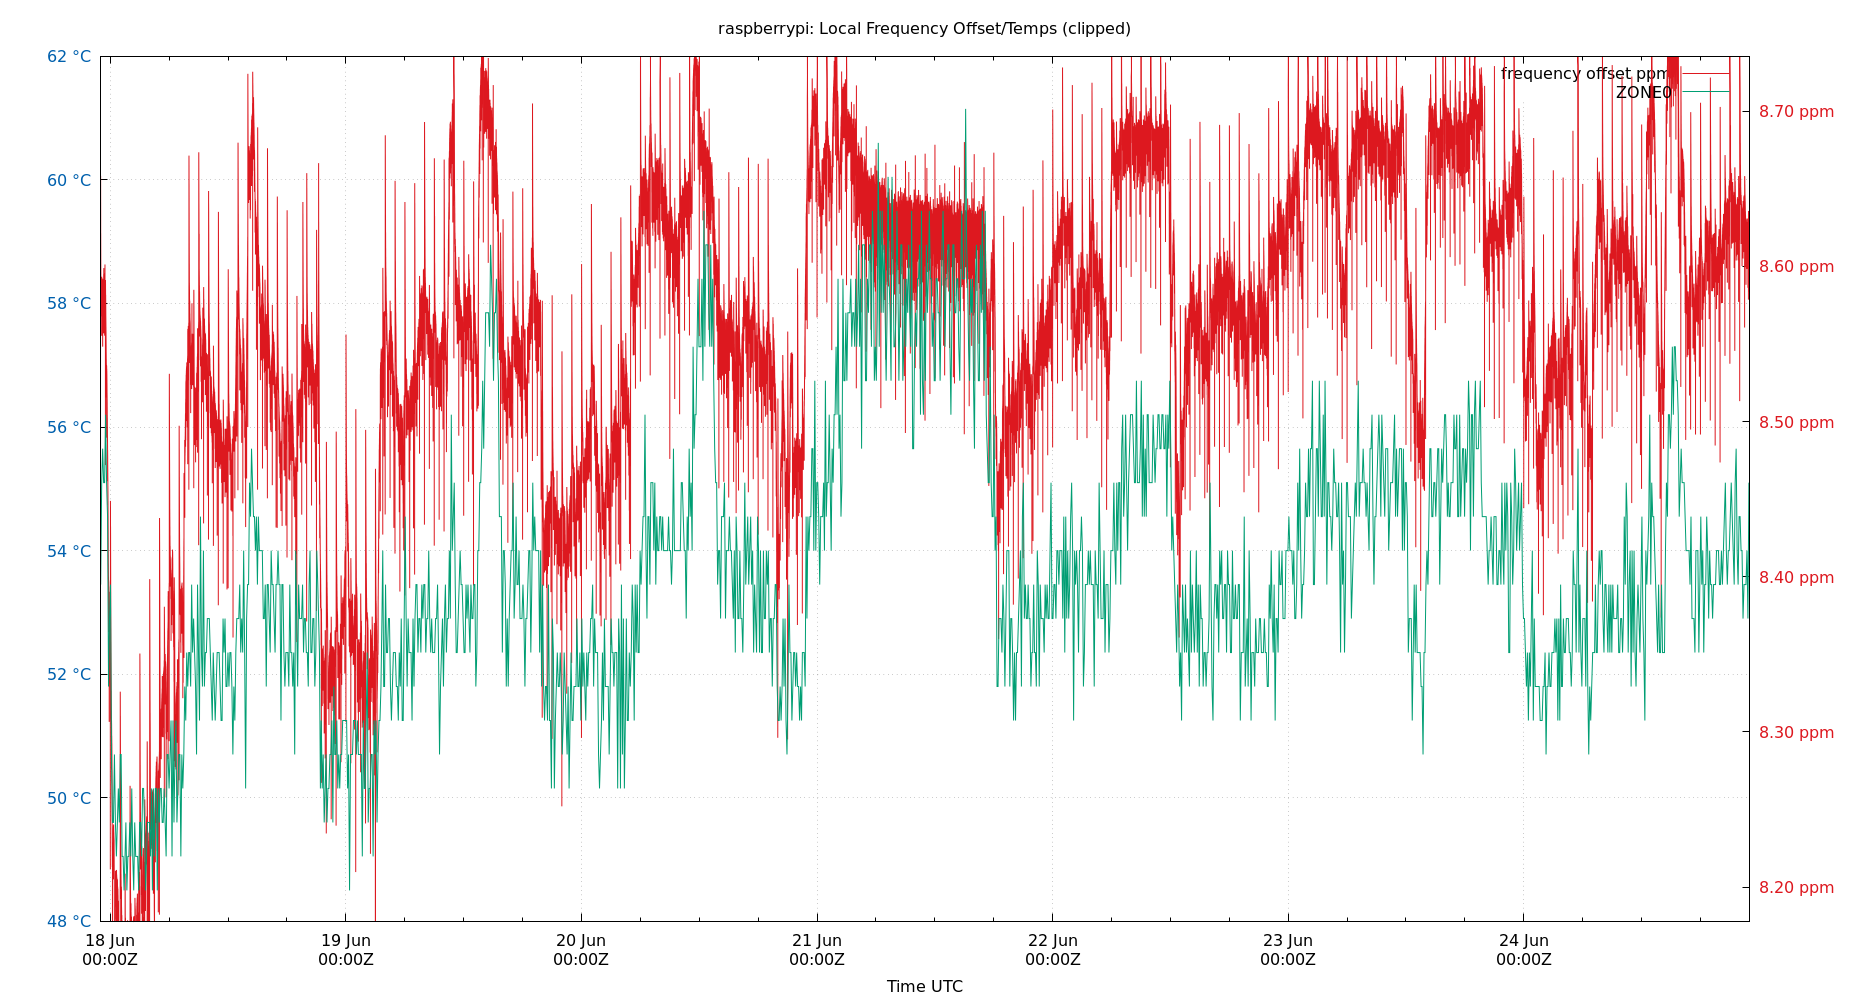 raspberrypi: Local Frequency Offset/Temps (clipped)
62 °C
60 °C
58 °C
56 °C
54 °C
52 °C
50 °C
48 °C
frequency offset ppm
ZONE0
8.70 ppm
8.60 ppm
8.50 ppm
8.40 ppm
8.30 ppm
8.20 ppm
18 Jun 19 Jun 20 Jun 21 Jun 22 Jun 23 Jun 24 Jun
00:00Z 00:00Z 00:00Z 00:00Z 00:00Z 00:00Z 00:00Z
Time UTC